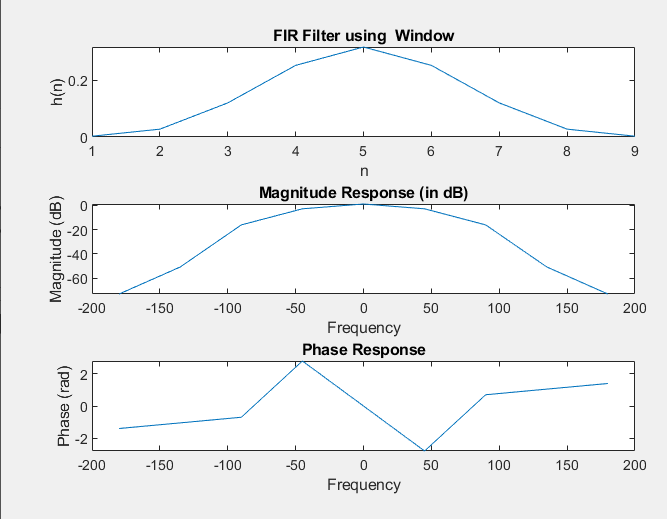 FIR Filter using  Window
h(n)
0.2
0
1 2 3 4 5 6 7 8 9
n
Magnitude Response (in dB)
Magnitude (dB)
0
-20
-40
-60
-200 -150 -100 -50 0 50 100 150 200
Frequency
Phase Response
Phase (rad)
2
0
-2
-200 -150 -100 -50 0 50 100 150 200
Frequency